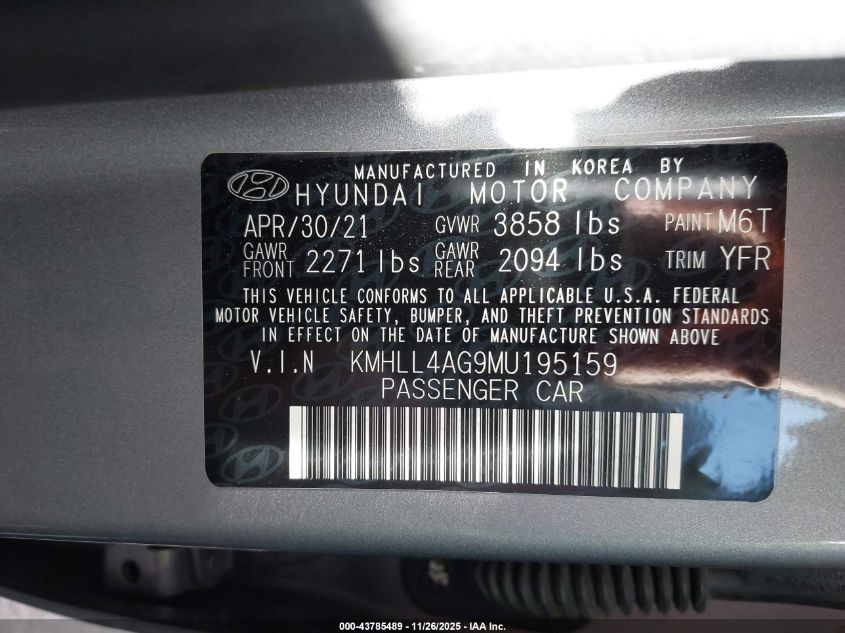 MANUFACTURED IN KOREA BY
HYUNDAI MOTOR COMPANY
APR/30/21 GVWR 3858 lbs PAINT M6T
GAWR FRONT 2271 lbs GAWR REAR 2094 lbs TRIM YFR
THIS VEHICLE CONFORMS TO ALL APPLICABLE U.S.A. FEDERAL
MOTOR VEHICLE SAFETY, BUMPER, AND THEFT PREVENTION STANDARDS
IN EFFECT ON THE DATE OF MANUFACTURE SHOWN ABOVE
V.I.N KMHLL4AG9MU195159
PASSENGER CAR
000-43785489 - 11/26/2025 - IAA Inc.